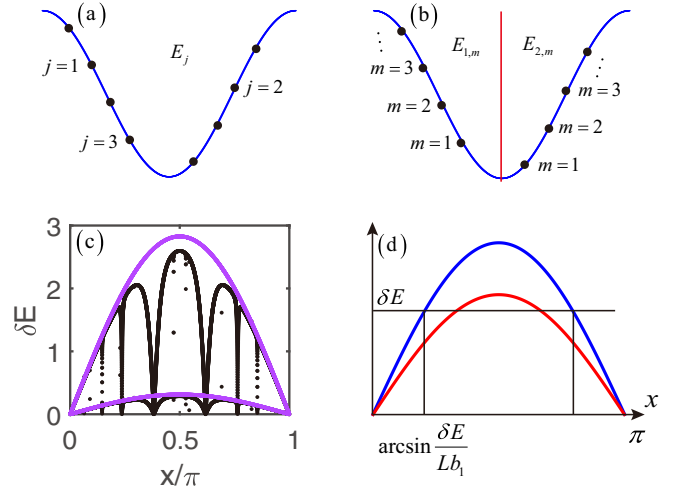 (a)
E_j
j = 1
j = 2
j = 3
(b)
E_{1,m}
E_{2,m}
⋮
⋮
m = 3
m = 3
m = 2
m = 2
m = 1
m = 1
(c)
3
2
1
0
δE
0
0.5
1
x/π
(d)
δE
x
π
arcsin δE/Lb_1